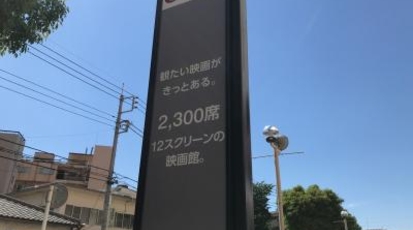 観たい映画が
きっとある。
2,300席
12スクリーンの
映画館。